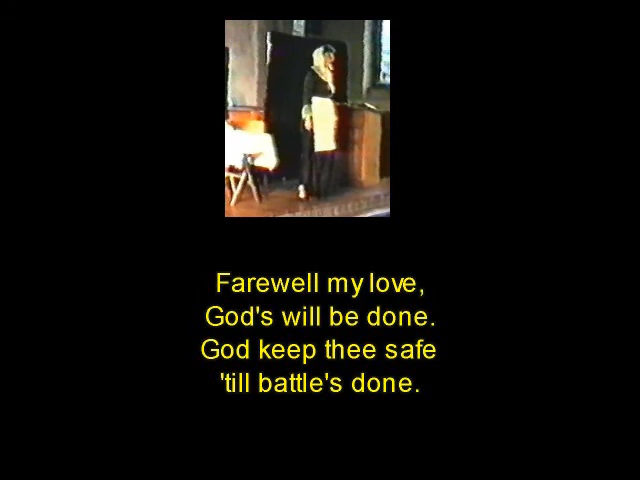 Farewell my love,
God's will be done.
God keep thee safe
'till battle's done.